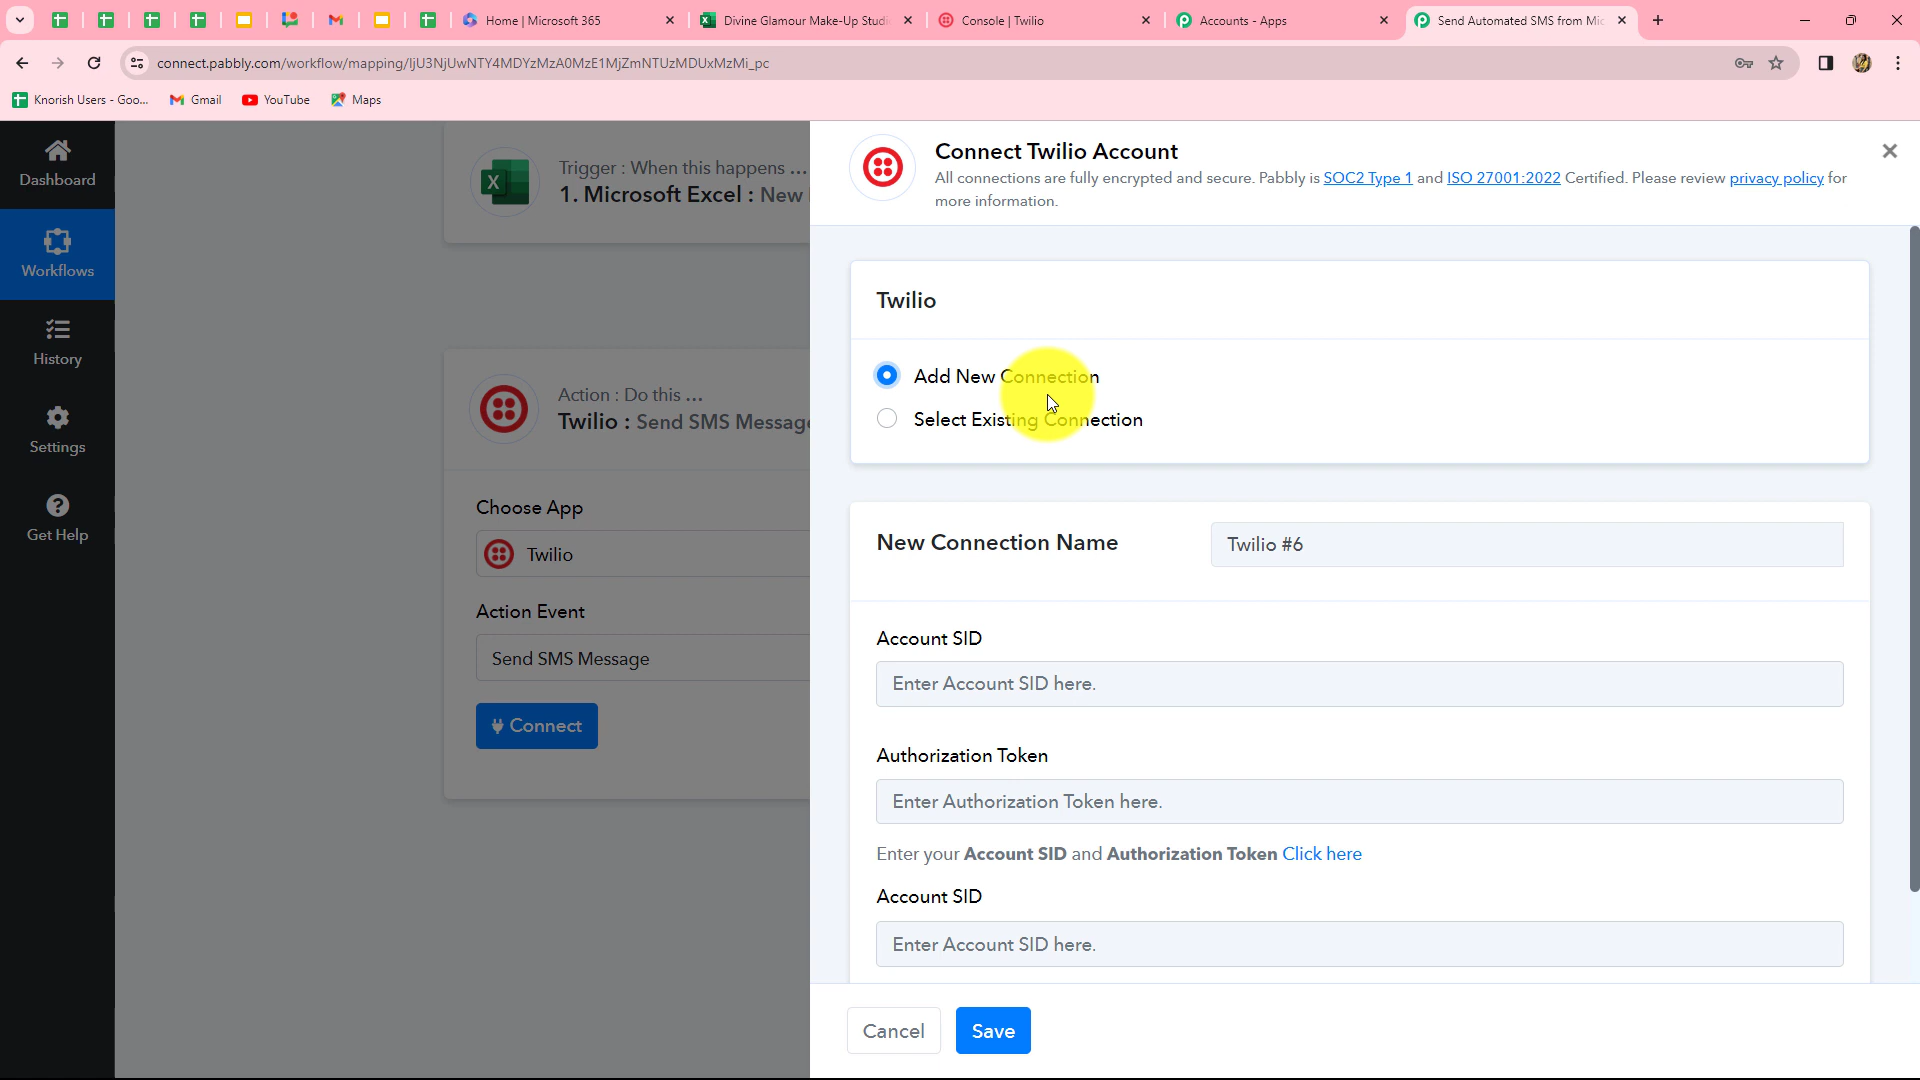 Home | Microsoft 365
Divine Glamour Make-Up Studi
Console | Twilio
Accounts - Apps
Send Automated SMS from Mic
connect.pabbly.com/workflow/mapping/IjU3NjUwNTY4MDYzMzA0MzE1MjZmNTUzMDUxMzMi_pc
Knorish Users - Goo...
Gmail
YouTube
Maps
Dashboard
Workflows
History
Settings
Get Help
Trigger : When this happens ...
1. Microsoft Excel : New
Action : Do this ...
Twilio : Send SMS Message
Choose App
Twilio
Action Event
Send SMS Message
Connect
Connect Twilio Account
All connections are fully encrypted and secure. Pabbly is SOC2 Type 1 and ISO 27001:2022 Certified. Please review privacy policy for
more information.
Twilio
Add New Connection
Select Existing Connection
New Connection Name
Twilio #6
Account SID
Enter Account SID here.
Authorization Token
Enter Authorization Token here.
Enter your Account SID and Authorization Token Click here
Account SID
Enter Account SID here.
Cancel
Save